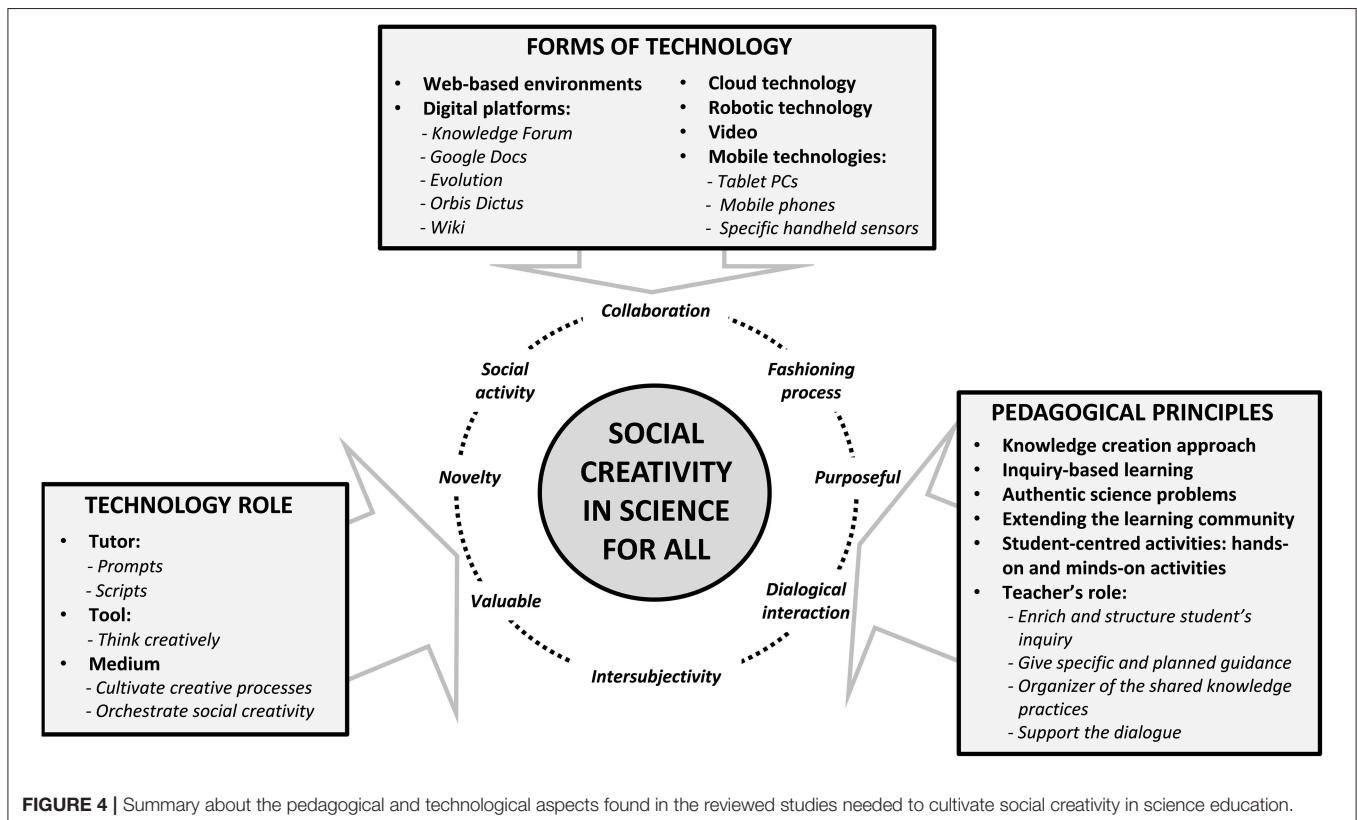 FORMS OF TECHNOLOGY
• Web-based environments
• Digital platforms:
- Knowledge Forum
- Google Docs
- Evolution
- Orbis Dictus
- Wiki
• Cloud technology
• Robotic technology
• Video
• Mobile technologies:
- Tablet PCs
- Mobile phones
- Specific handheld sensors
Collaboration
Social
activity
Fashioning
process
Novelty
Purposeful
Valuable
Dialogical
interaction
Intersubjectivity
SOCIAL
CREATIVITY
IN SCIENCE
FOR ALL
TECHNOLOGY ROLE
• Tutor:
- Prompts
- Scripts
• Tool:
- Think creatively
• Medium
- Cultivate creative processes
- Orchestrate social creativity
PEDAGOGICAL PRINCIPLES
• Knowledge creation approach
• Inquiry-based learning
• Authentic science problems
• Extending the learning community
• Student-centred activities: hands-
on and minds-on activities
• Teacher's role:
- Enrich and structure student's
inquiry
- Give specific and planned guidance
- Organizer of the shared knowledge
practices
- Support the dialogue
FIGURE 4 | Summary about the pedagogical and technological aspects found in the reviewed studies needed to cultivate social creativity in science education.